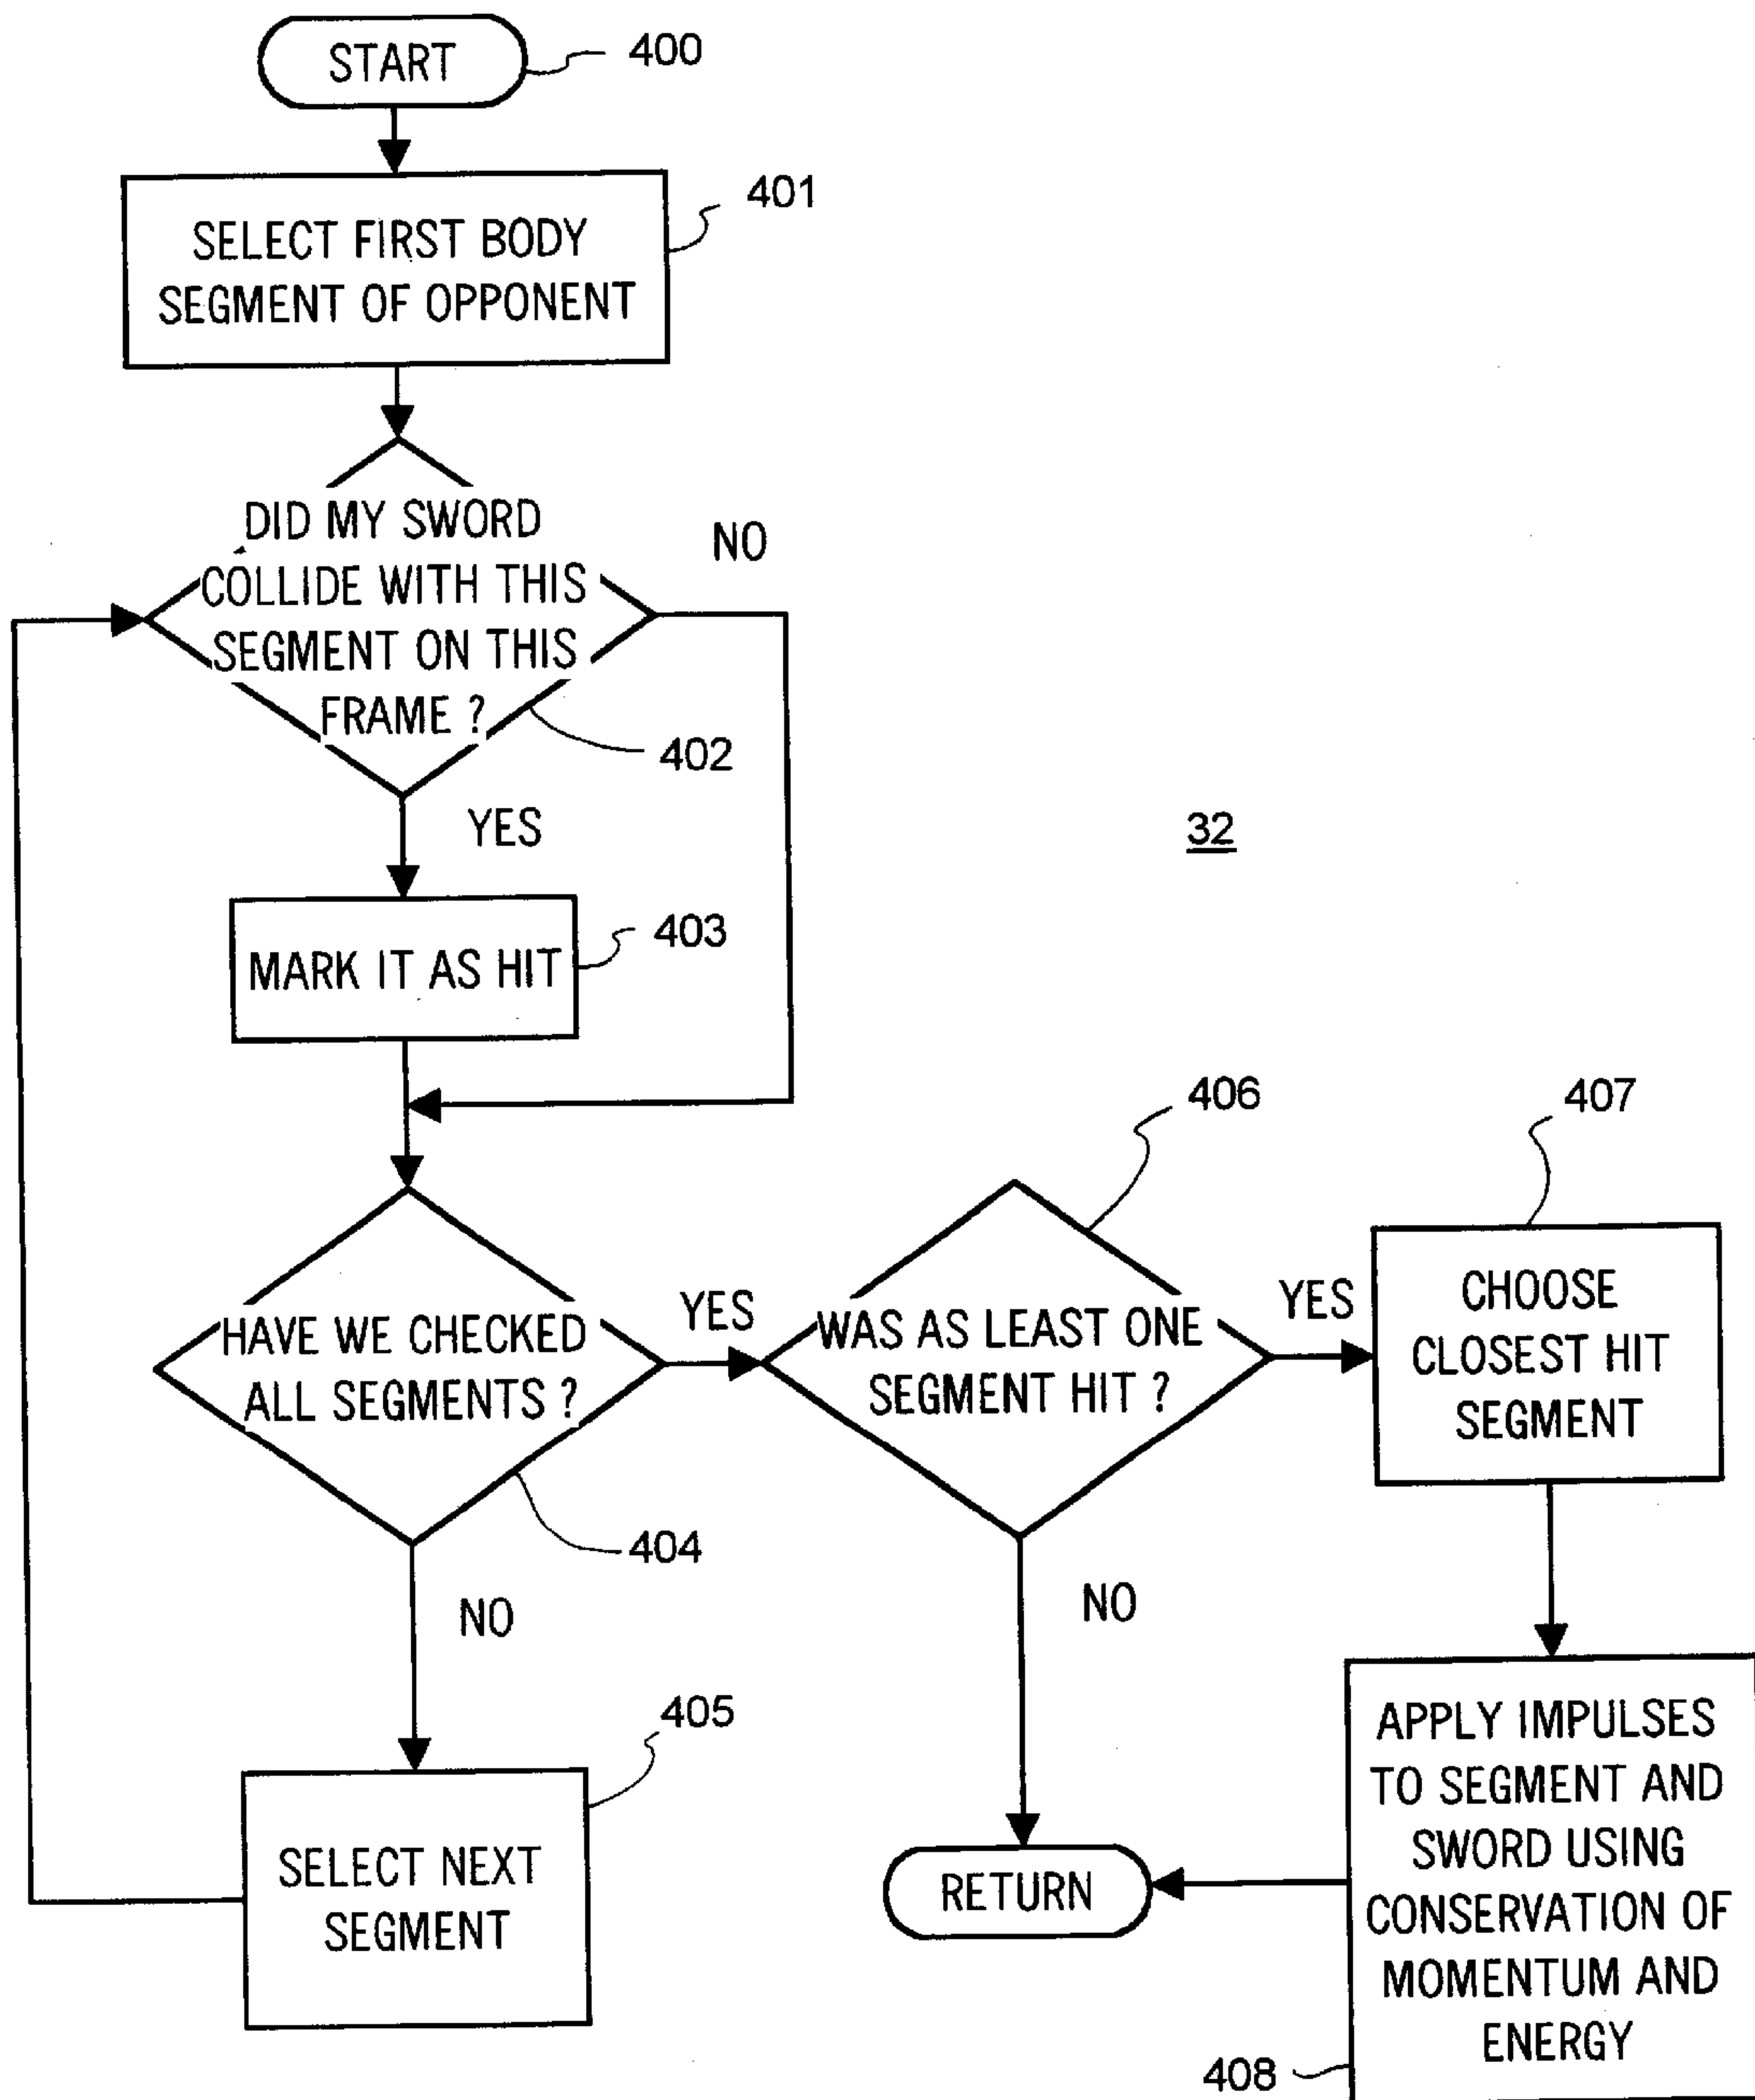 START
400
SELECT FIRST BODY
SEGMENT OF OPPONENT
401
DID MY SWORD
COLLIDE WITH THIS
SEGMENT ON THIS
FRAME ?
NO
402
YES
32
MARK IT AS HIT
403
HAVE WE CHECKED
ALL SEGMENTS ?
YES
404
NO
WAS AS LEAST ONE
SEGMENT HIT ?
406
YES
NO
CHOOSE
CLOSEST HIT
SEGMENT
407
SELECT NEXT
SEGMENT
405
RETURN
APPLY IMPULSES
TO SEGMENT AND
SWORD USING
CONSERVATION OF
MOMENTUM AND
ENERGY
408